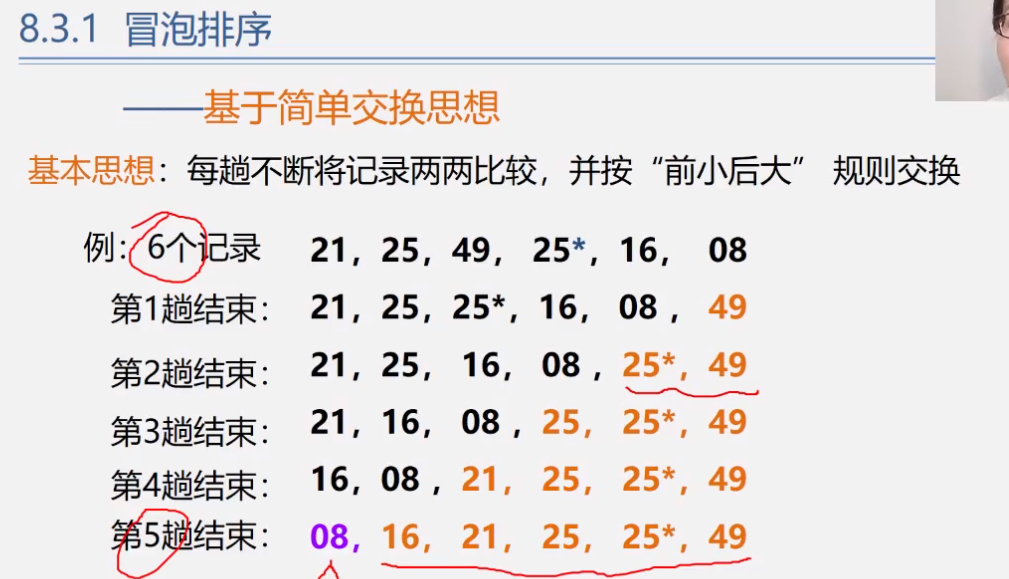 8.3.1 冒泡排序
——基于简单交换思想
基本思想：每趟不断将记录两两比较，并按“前小后大” 规则交换
例：6个记录 21，25，49， 25*，16， 08
第1趟结束： 21，25，25*，16，08，49
第2趟结束： 21，25， 16，08，25*，49
第3趟结束： 21，16，08，25， 25*，49
第4趟结束： 16，08，21， 25， 25*，49
第5趟结束： 08，16， 21， 25， 25*，49